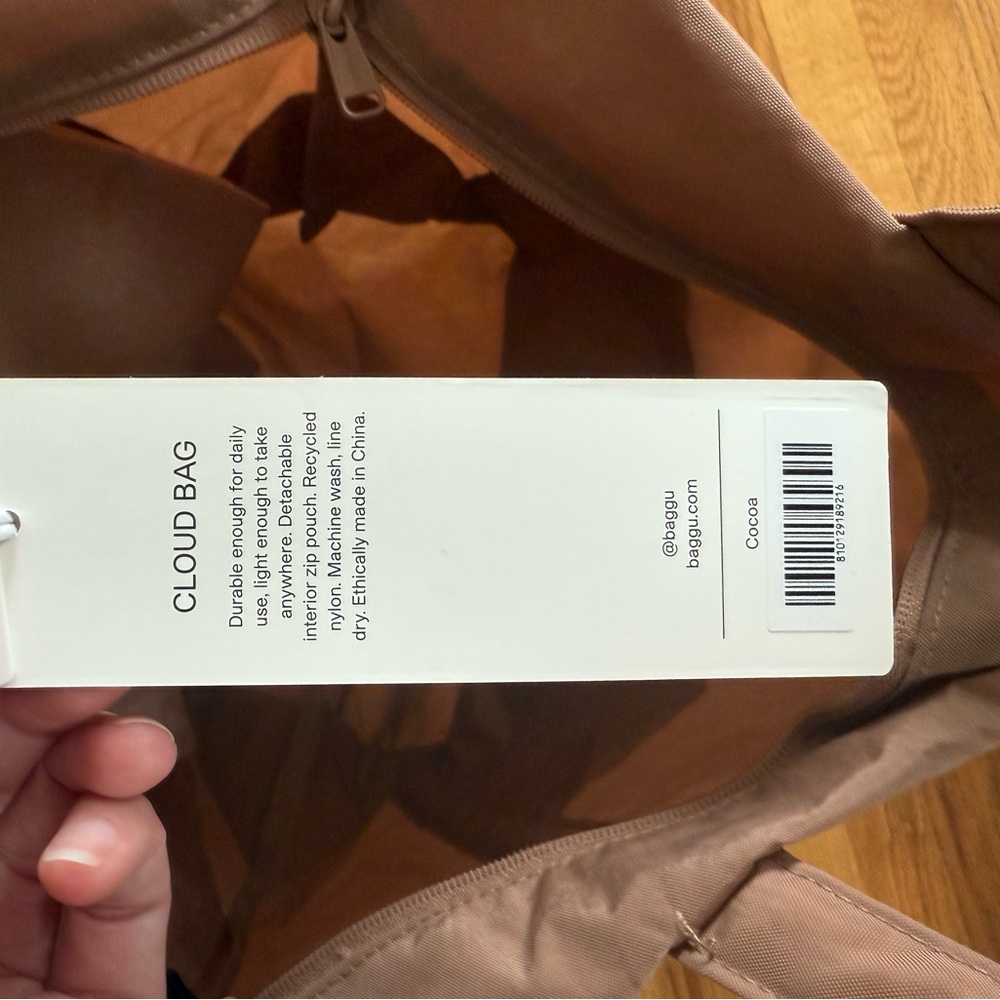 CLOUD BAG
Durable enough for daily
use, light enough to take
anywhere. Detachable
interior zip pouch. Recycled
nylon. Machine wash, line
dry. Ethically made in China.
@baggu
baggu.com
Cocoa
810129189216